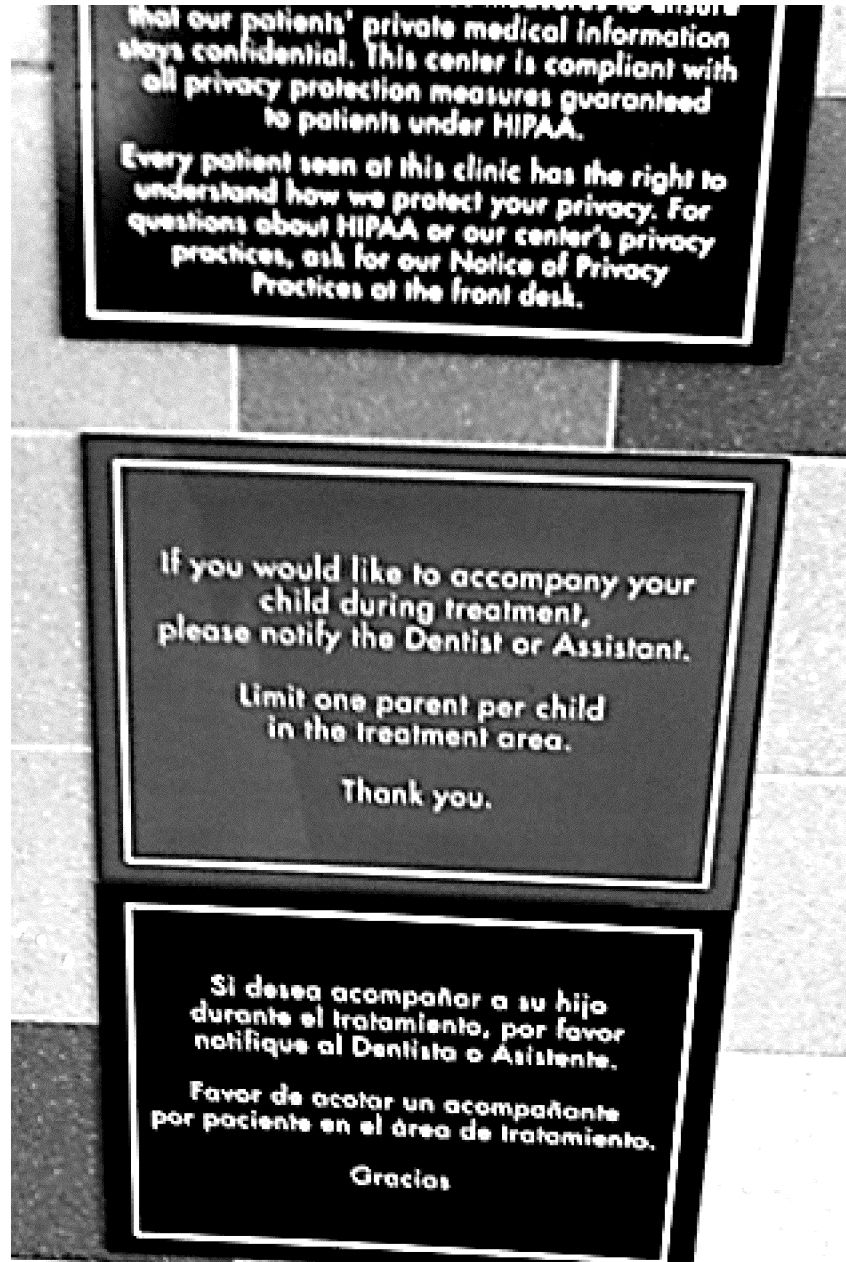 measures to ensure
that our patients' private medical information
stays confidential. This center is compliant with
all privacy protection measures guaranteed
to patients under HIPAA.
Every patient seen at this clinic has the right to
understand how we protect your privacy. For
questions about HIPAA or our center's privacy
practices, ask for our Notice of Privacy
Practices at the front desk.
If you would like to accompany your
child during treatment,
please notify the Dentist or Assistant.
Limit one parent per child
in the treatment area.
Thank you.
Si desea acompañar a su hijo
durante el tratamiento, por favor
notifique al Dentista o Asistente.
Favor de acotar un acompañante
por paciente en el área de tratamiento.
Gracias